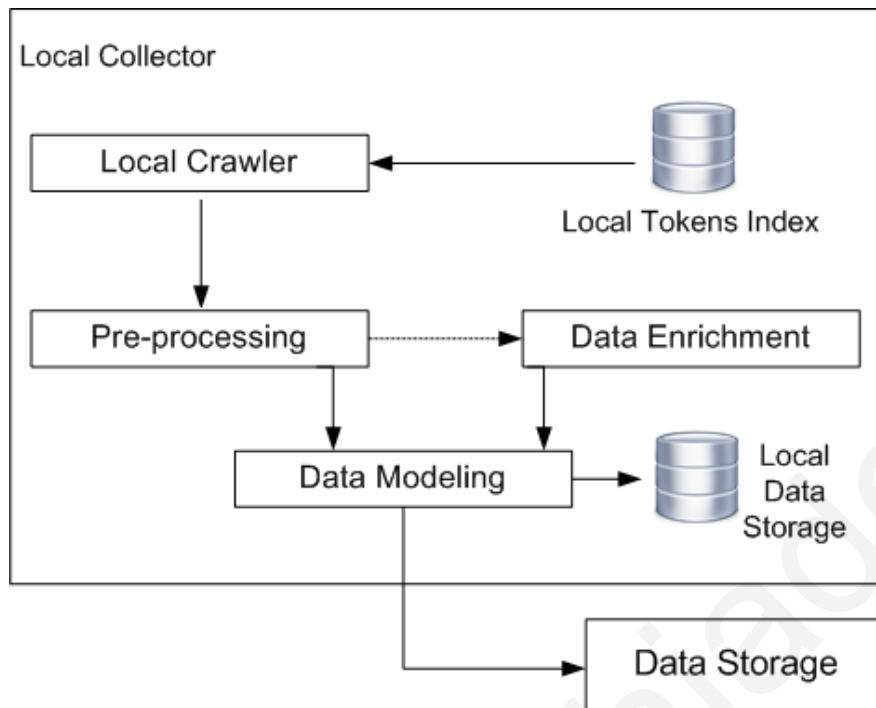 Local Collector
Local Crawler
Local Tokens Index
Pre-processing
Data Enrichment
Data Modeling
Local
Data
Storage
Data Storage